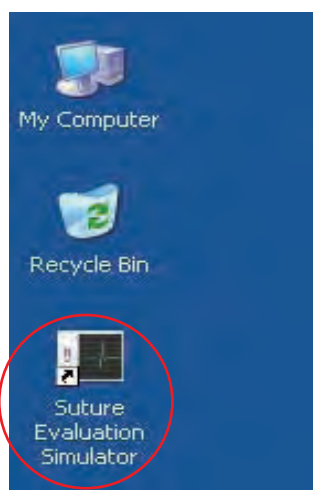 My Computer
Recycle Bin
Suture
Evaluation
Simulator